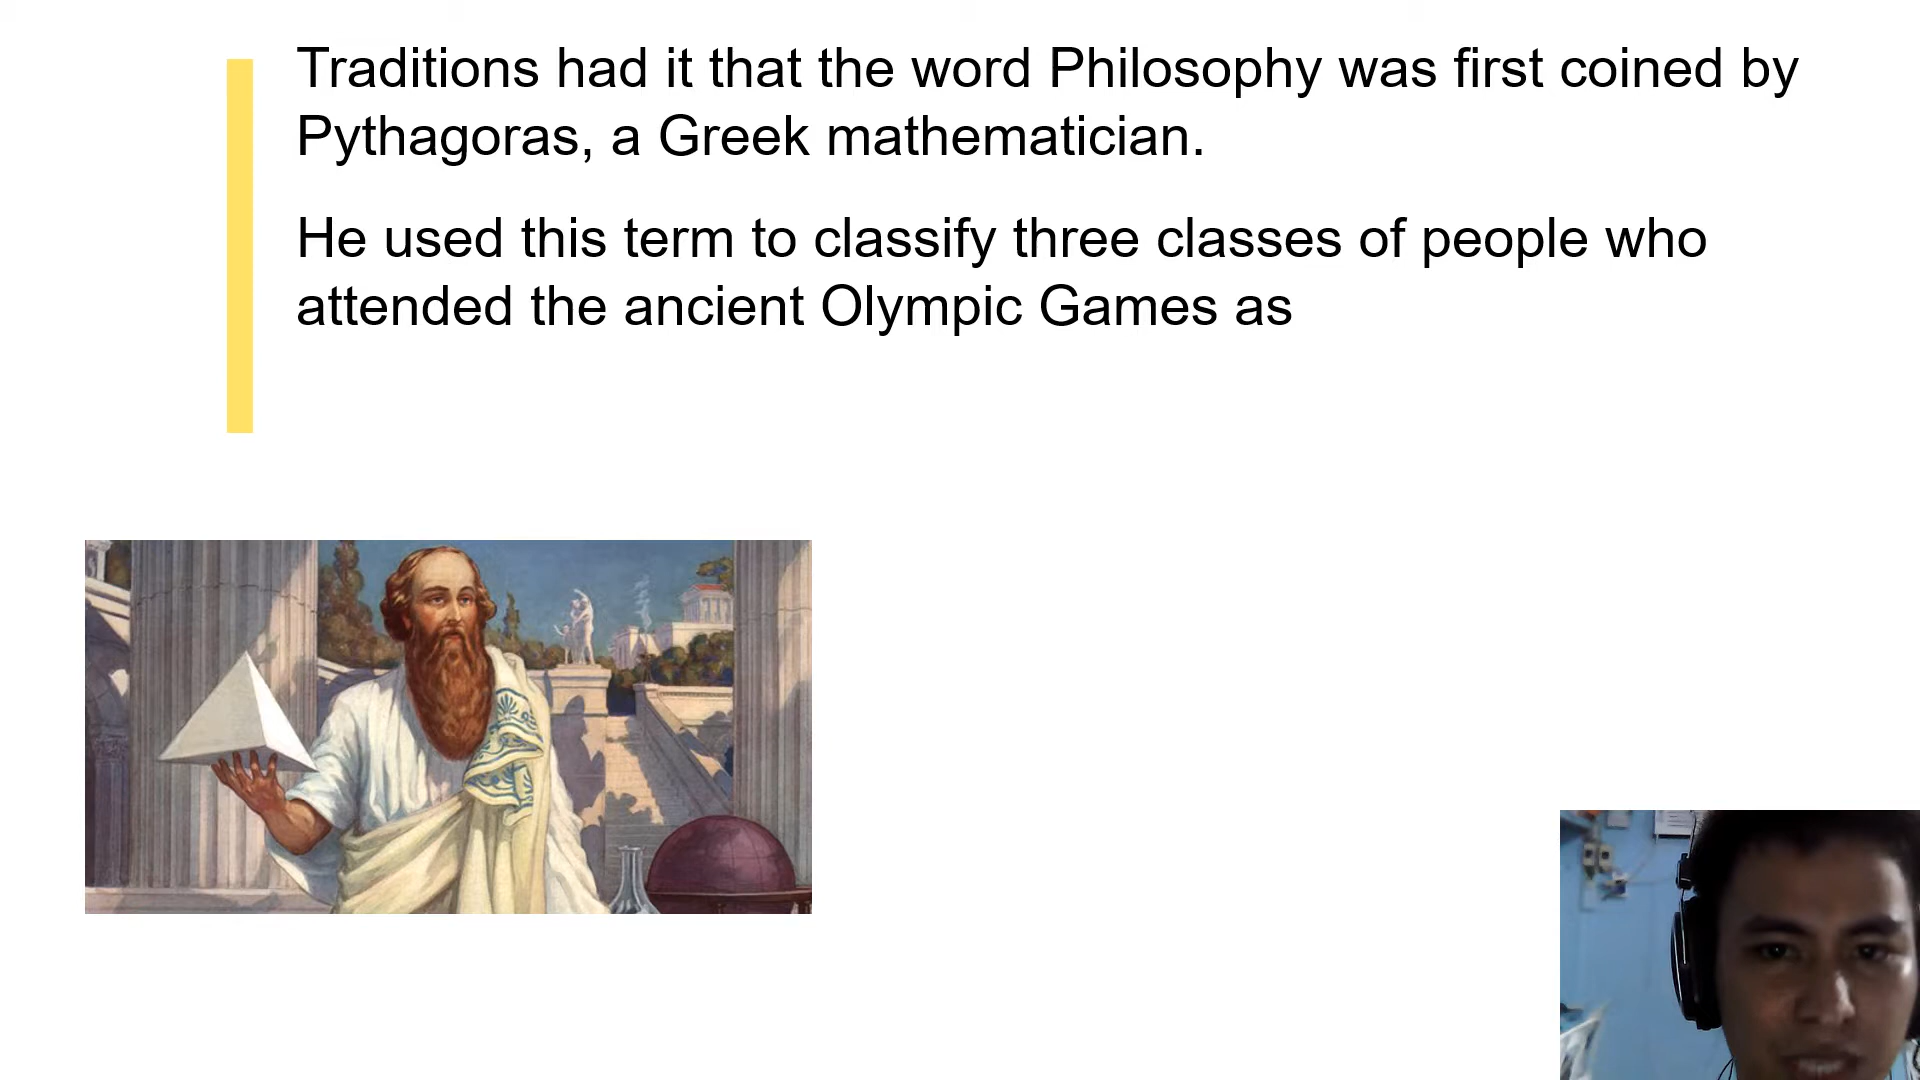 Traditions had it that the word Philosophy was first coined by
Pythagoras, a Greek mathematician.
He used this term to classify three classes of people who
attended the ancient Olympic Games as